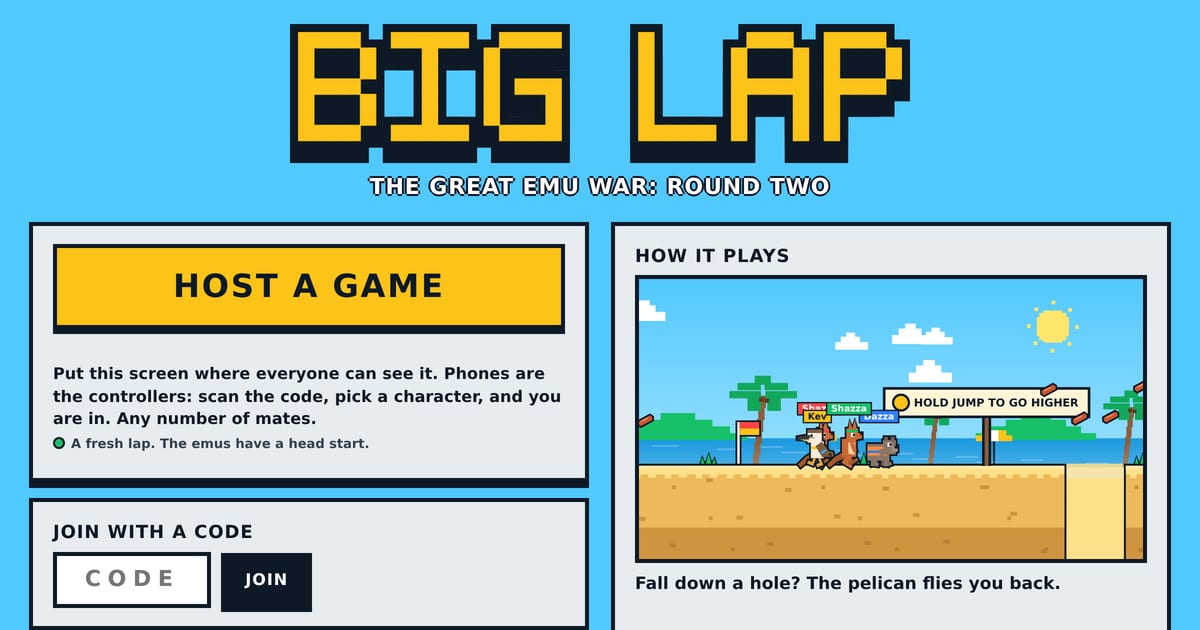 BIG LAP
THE GREAT EMU WAR: ROUND TWO
HOST A GAME
Put this screen where everyone can see it. Phones are
the controllers: scan the code, pick a character, and you
are in. Any number of mates.
A fresh lap. The emus have a head start.
JOIN WITH A CODE
CODE
JOIN
HOW IT PLAYS
HOLD JUMP TO GO HIGHER
Shazza
Kev
Fall down a hole? The pelican flies you back.